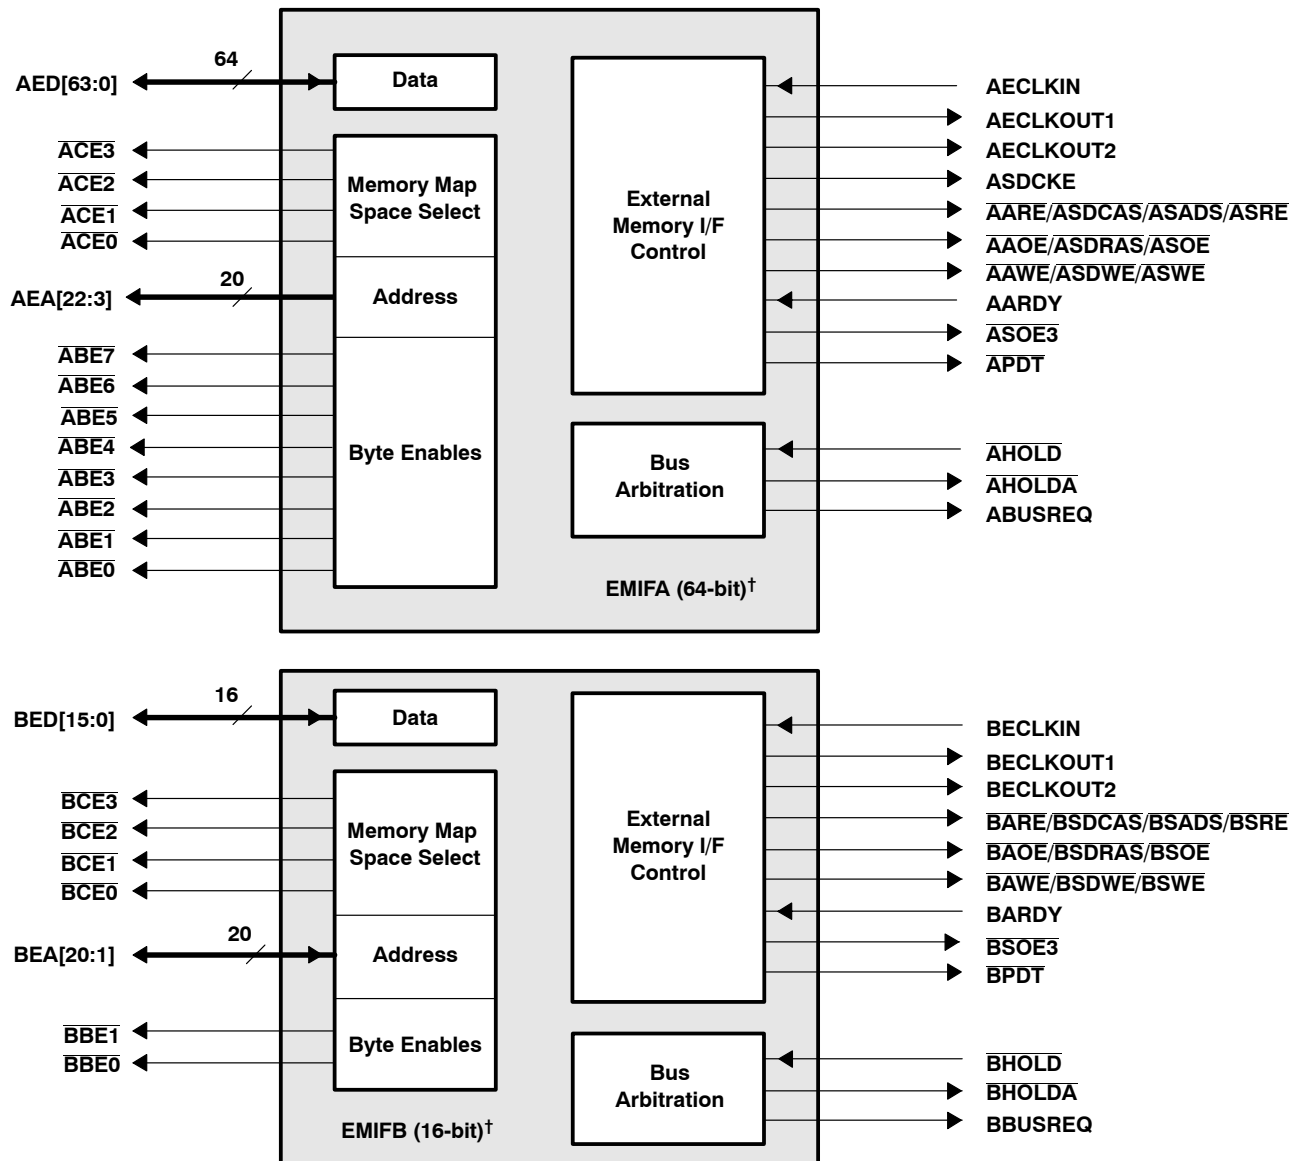 64
AED[63:0]
Data
ACE3
ACE2
ACE1
ACE0
Memory Map
Space Select
20
AEA[22:3]
Address
ABE7
ABE6
ABE5
ABE4
ABE3
ABE2
ABE1
ABE0
Byte Enables
External
Memory I/F
Control
AECLKIN
AECLKOUT1
AECLKOUT2
ASDCKE
AARE/ASDCAS/ASADS/ASRE
AAOE/ASDRAS/ASOE
AAWE/ASDWE/ASWE
AARDY
ASOE3
APDT
Bus
Arbitration
AHOLD
AHOLDA
ABUSREQ
EMIFA (64-bit)†
16
BED[15:0]
Data
BCE3
BCE2
BCE1
BCE0
Memory Map
Space Select
20
BEA[20:1]
Address
BBE1
BBE0
Byte Enables
External
Memory I/F
Control
BECLKIN
BECLKOUT1
BECLKOUT2
BARE/BSDCAS/BSADS/BSRE
BAOE/BSDRAS/BSOE
BAWE/BSDWE/BSWE
BARDY
BSOE3
BPDT
Bus
Arbitration
BHOLD
BHOLDA
BBUSREQ
EMIFB (16-bit)†